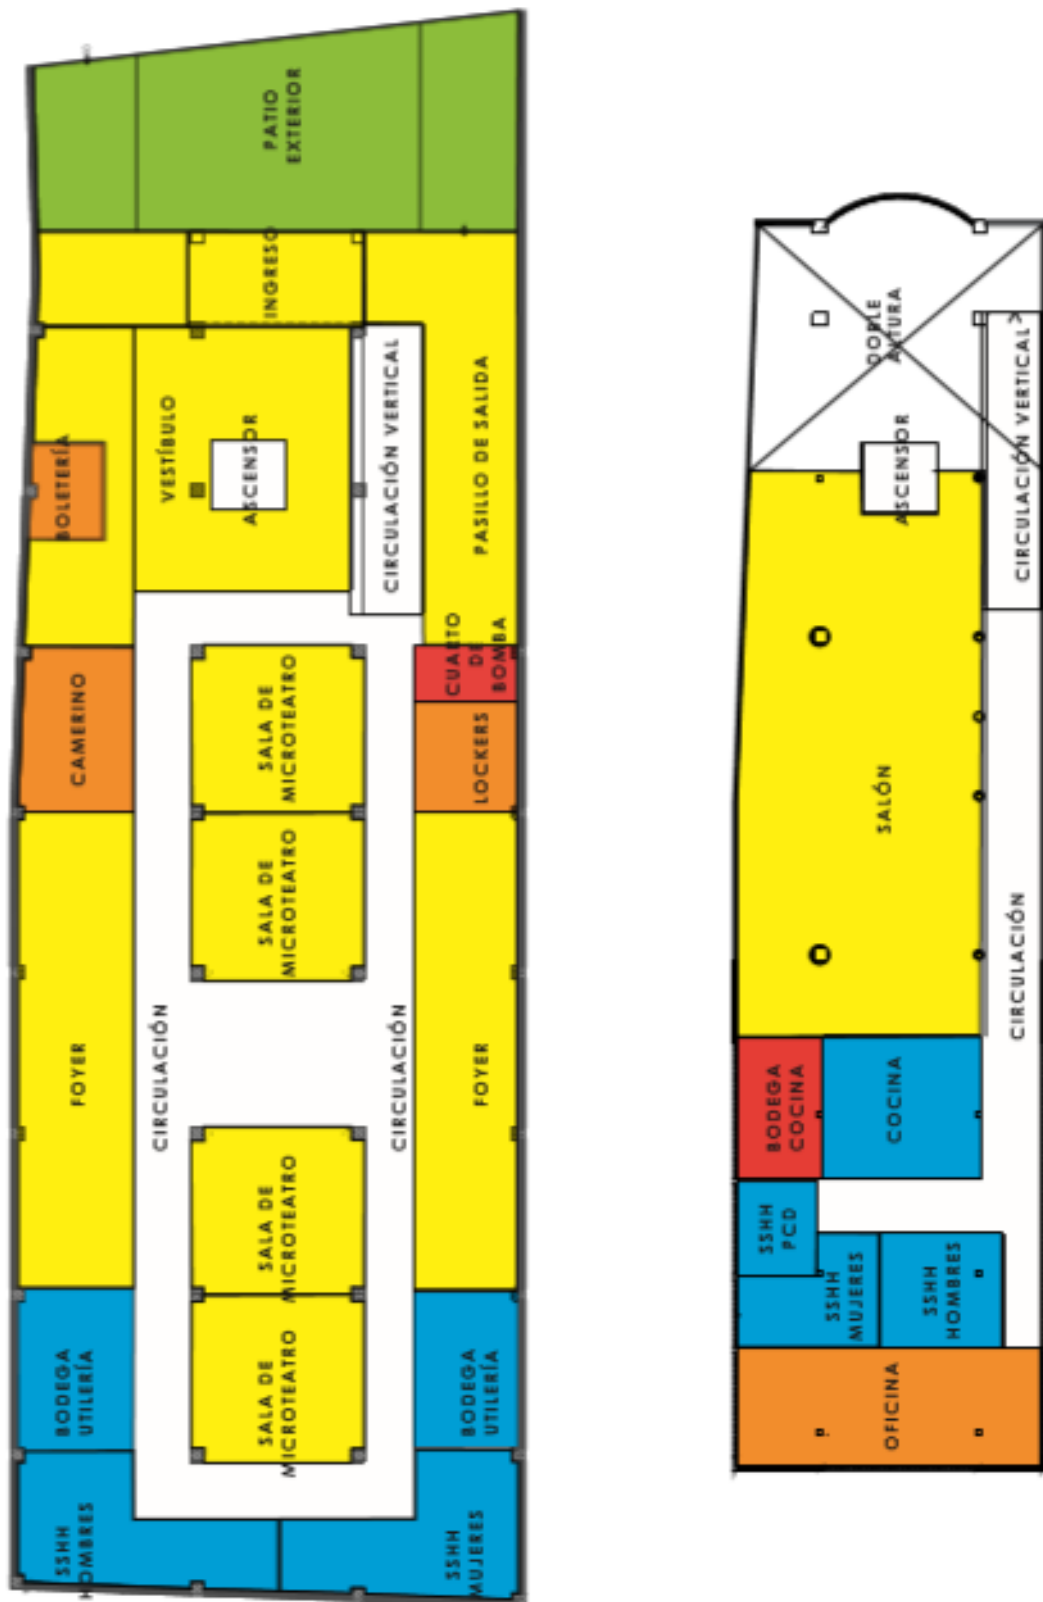 PATIO
EXTERIOR
INGRESO
VESTÍBULO
ASCENSOR
BOLETERÍA
CIRCULACIÓN VERTICAL
PASILLO DE SALIDA
CAMERINO
SALA DE
MICROTEATRO
CUARTO
DE
BOMBA
LOCKERS
SALA DE
MICROTEATRO
FOYER
CIRCULACIÓN
CIRCULACIÓN
FOYER
SALA DE
MICROTEATRO
BODEGA
UTILERÍA
SALA DE
MICROTEATRO
BODEGA
UTILERÍA
SSHH
HOMBRES
SSHH
MUJERES
DOBLE
ALTURA
ASCENSOR
CIRCULACIÓN VERTICAL
SALÓN
CIRCULACIÓN
BODEGA
COCINA
COCINA
SSHH
PCD
SSHH
MUJERES
SSHH
HOMBRES
OFICINA